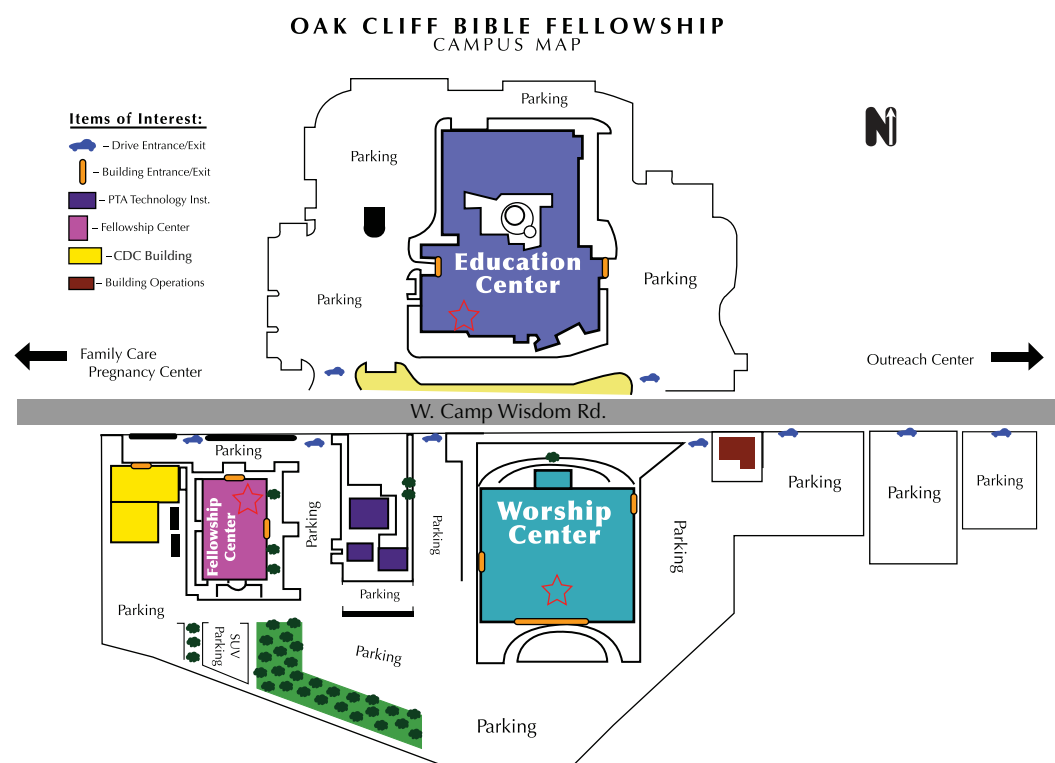 OAK CLIFF BIBLE FELLOWSHIP
CAMPUS MAP
Parking
Items of Interest:
– Drive Entrance/Exit
– Building Entrance/Exit
– PTA Technology Inst.
– Fellowship Center
– CDC Building
– Building Operations
N
Parking
Education
Center
Parking
Parking
Family Care
Pregnancy Center
Outreach Center
W. Camp Wisdom Rd.
Parking
Fellowship
Center
Parking
Parking
Worship
Center
Parking
Parking
Parking
Parking
Parking
Parking
SUV
Parking
Parking
Parking